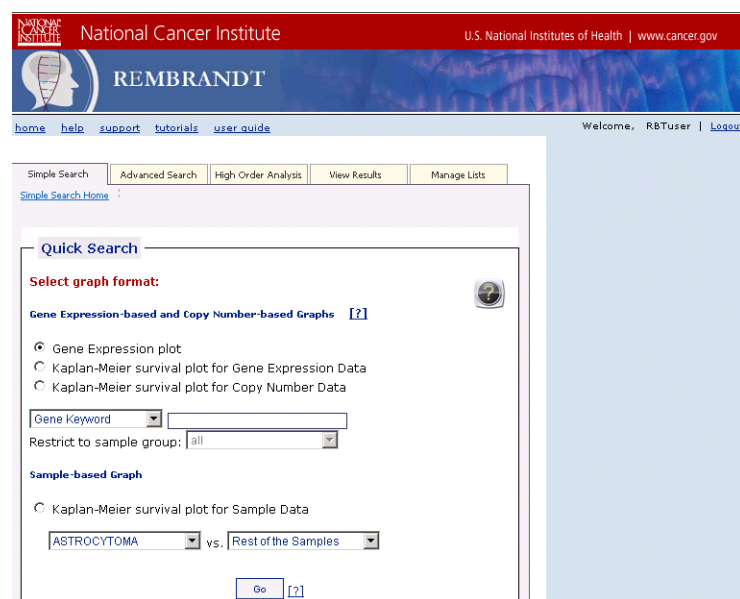 NATIONAL CANCER INSTITUTE
National Cancer Institute
U.S. National Institutes of Health | www.cancer.gov
REMBRANDT
home help support tutorials user guide
Welcome, RBTuser | Logout
Simple Search Advanced Search High Order Analysis View Results Manage Lists
Simple Search Home
Quick Search
Select graph format:
?
Gene Expression-based and Copy Number-based Graphs [?]
Gene Expression plot
Kaplan-Meier survival plot for Gene Expression Data
Kaplan-Meier survival plot for Copy Number Data
Gene Keyword
Restrict to sample group: all
Sample-based Graph
Kaplan-Meier survival plot for Sample Data
ASTROCYTOMA vs. Rest of the Samples
Go [?]